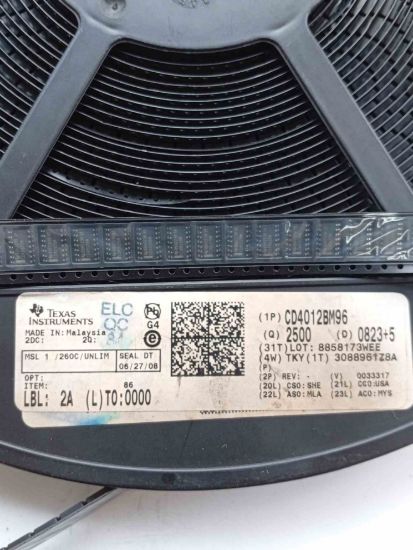 TEXAS
INSTRUMENTS
MADE IN: Malaysia
2DC: 2Q:
ELC
QC
Pb
G4
e
MSL 1 /260C/UNLIM
SEAL DT
06/27/08
OPT:
ITEM: 86
LBL: 2A (L)TO:0000
(1P) CD4012BM96
(Q) 2500 (D) 0823+5
(31T)LOT: 8858173WEE
(4W) TKY(1T) 3088961Z8A
(P)
(2P) REV: - (V) 0033317
(20L) CSO:SHE (21L) CCO:USA
(22L) ASO:MLA (23L) ACO:MYS